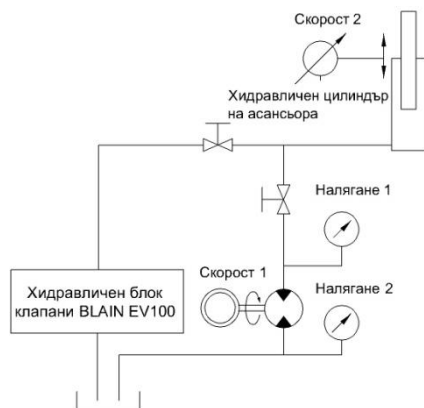 Скорост 2
Хидравличен цилиндър
на асансьора
Налягане 1
Скорост 1
Налягане 2
Хидравличен блок
клапани BLAIN EV100